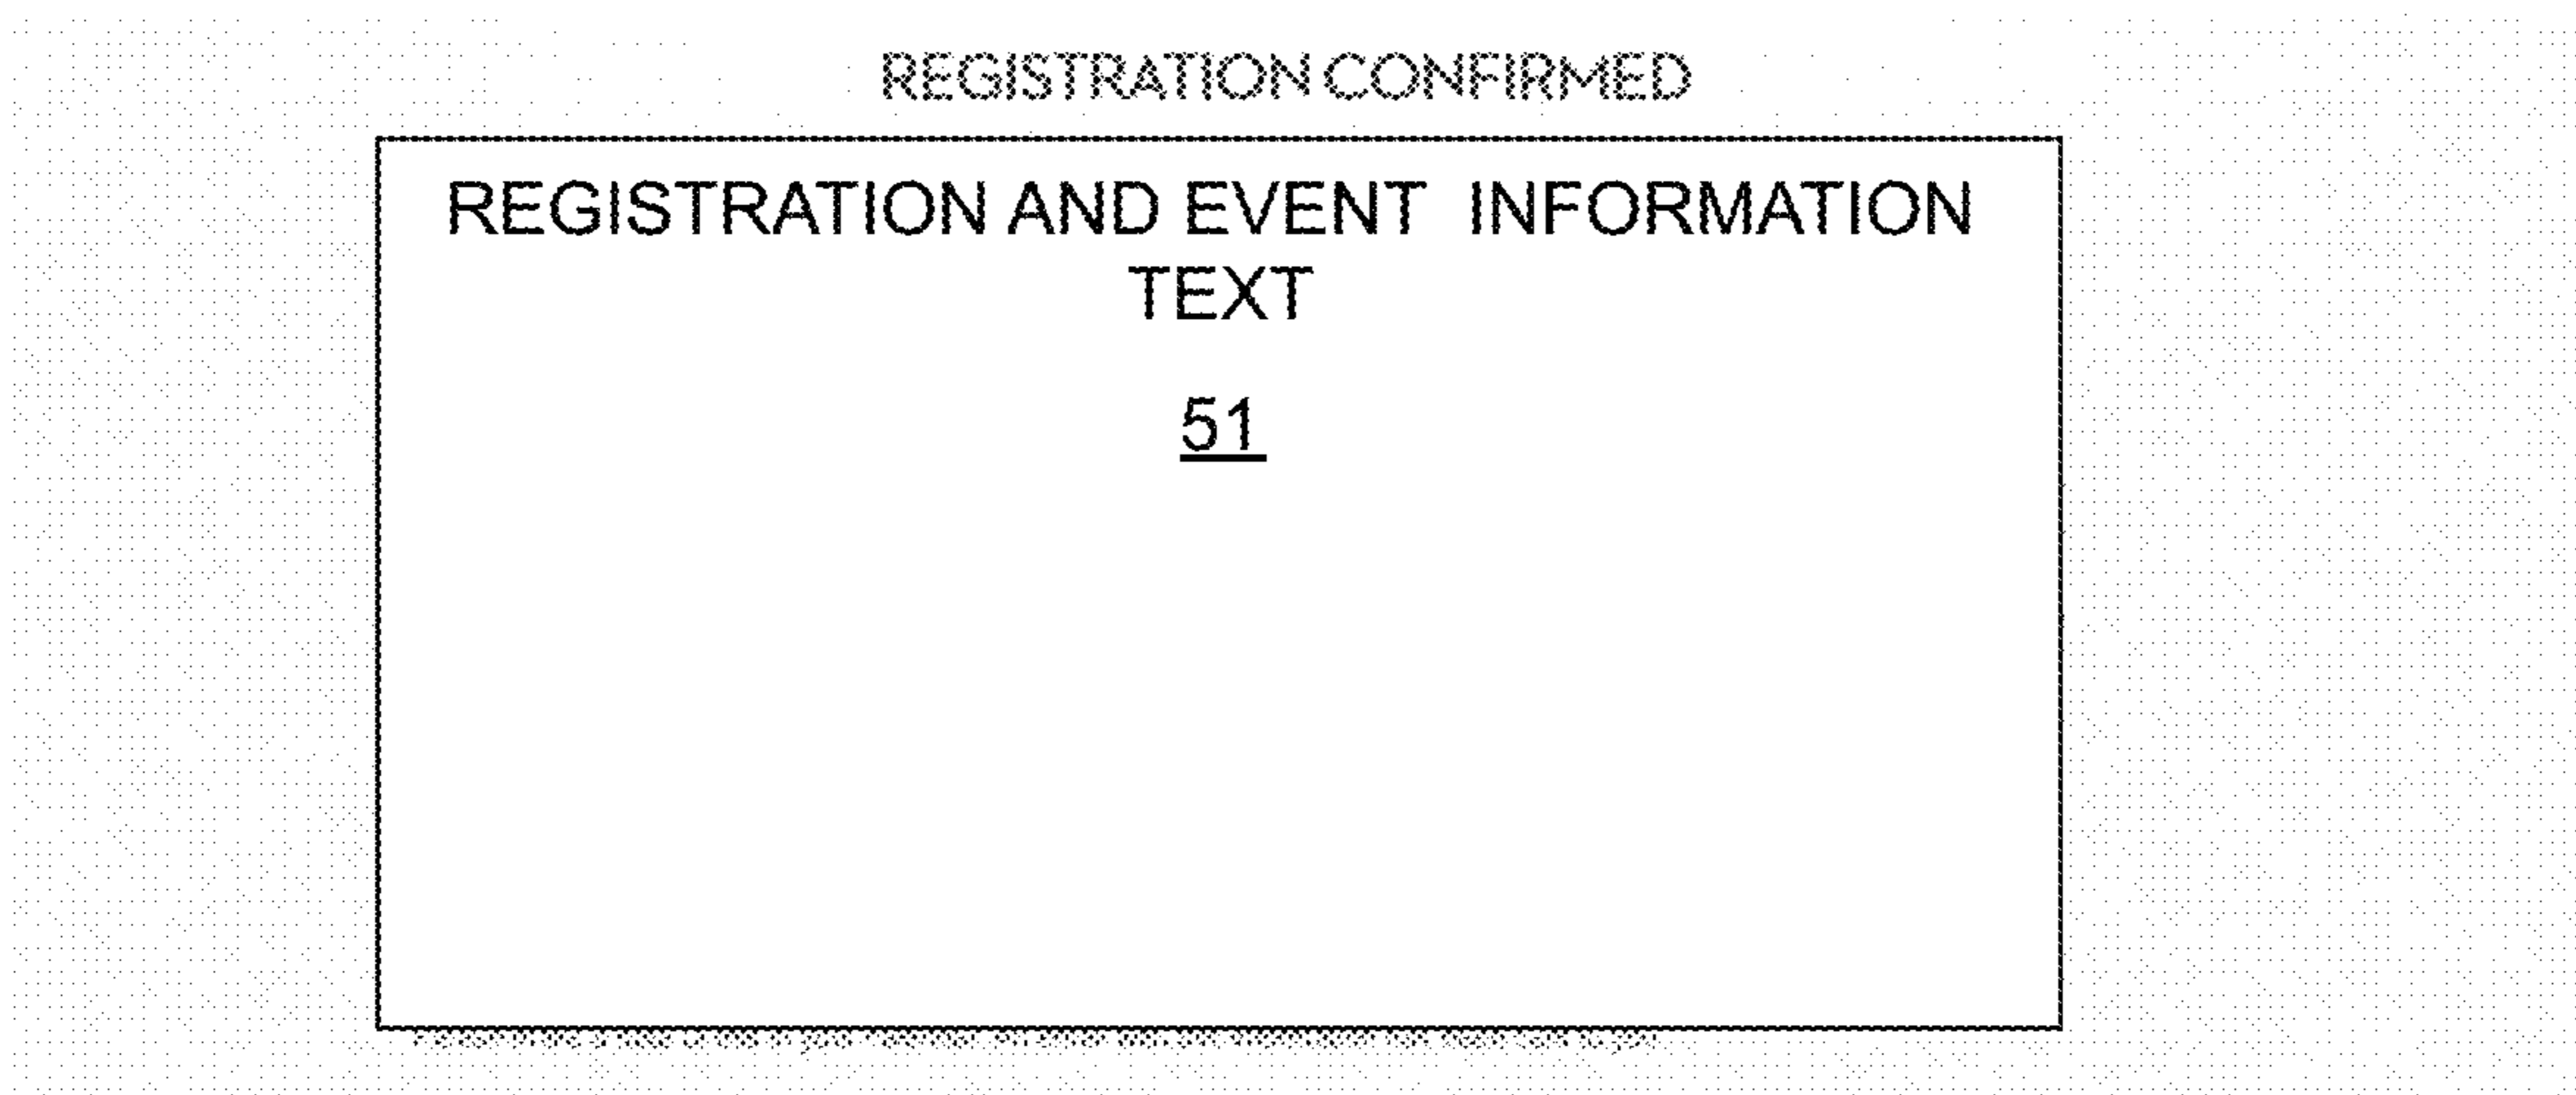 REGISTRATION CONFIRMED
REGISTRATION AND EVENT INFORMATION
TEXT
51